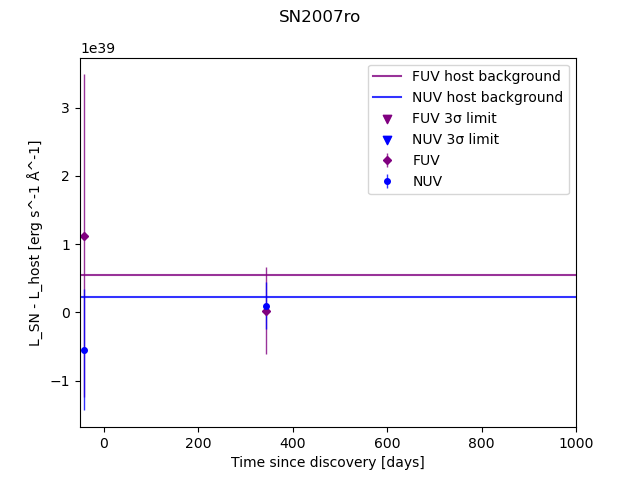 SN2007ro
1e39
FUV host background
NUV host background
FUV 3σ limit
NUV 3σ limit
FUV
NUV
L_SN - L_host [erg s^-1 Å^-1]
3
2
1
0
−1
0 200 400 600 800 1000
Time since discovery [days]